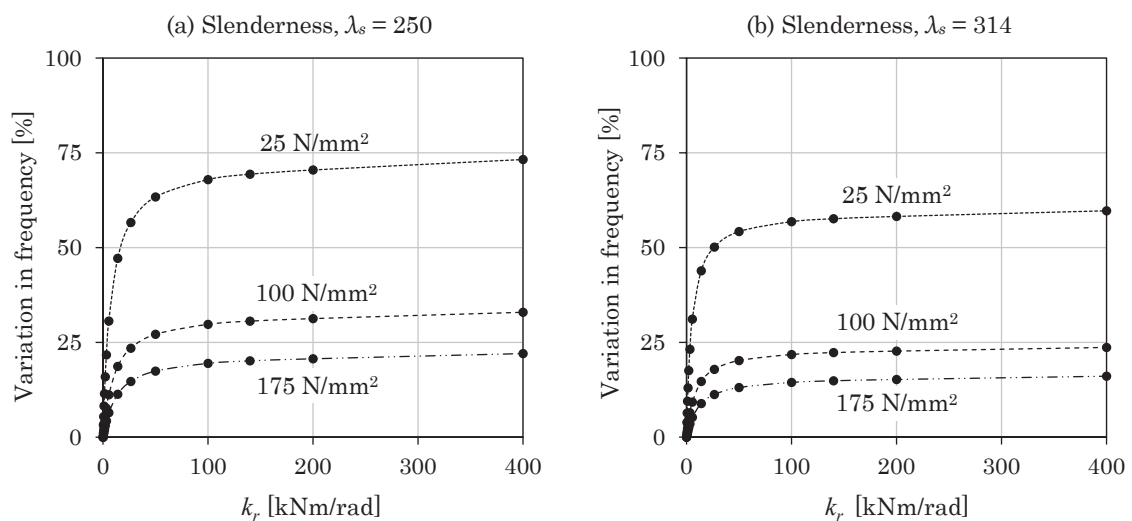 (a) Slenderness, λs = 250
Variation in frequency [%]
100
75
50
25
0
25 N/mm²
100 N/mm²
175 N/mm²
0 100 200 300 400
kr [kNm/rad]
(b) Slenderness, λs = 314
Variation in frequency [%]
100
75
50
25
0
25 N/mm²
100 N/mm²
175 N/mm²
0 100 200 300 400
kr [kNm/rad]